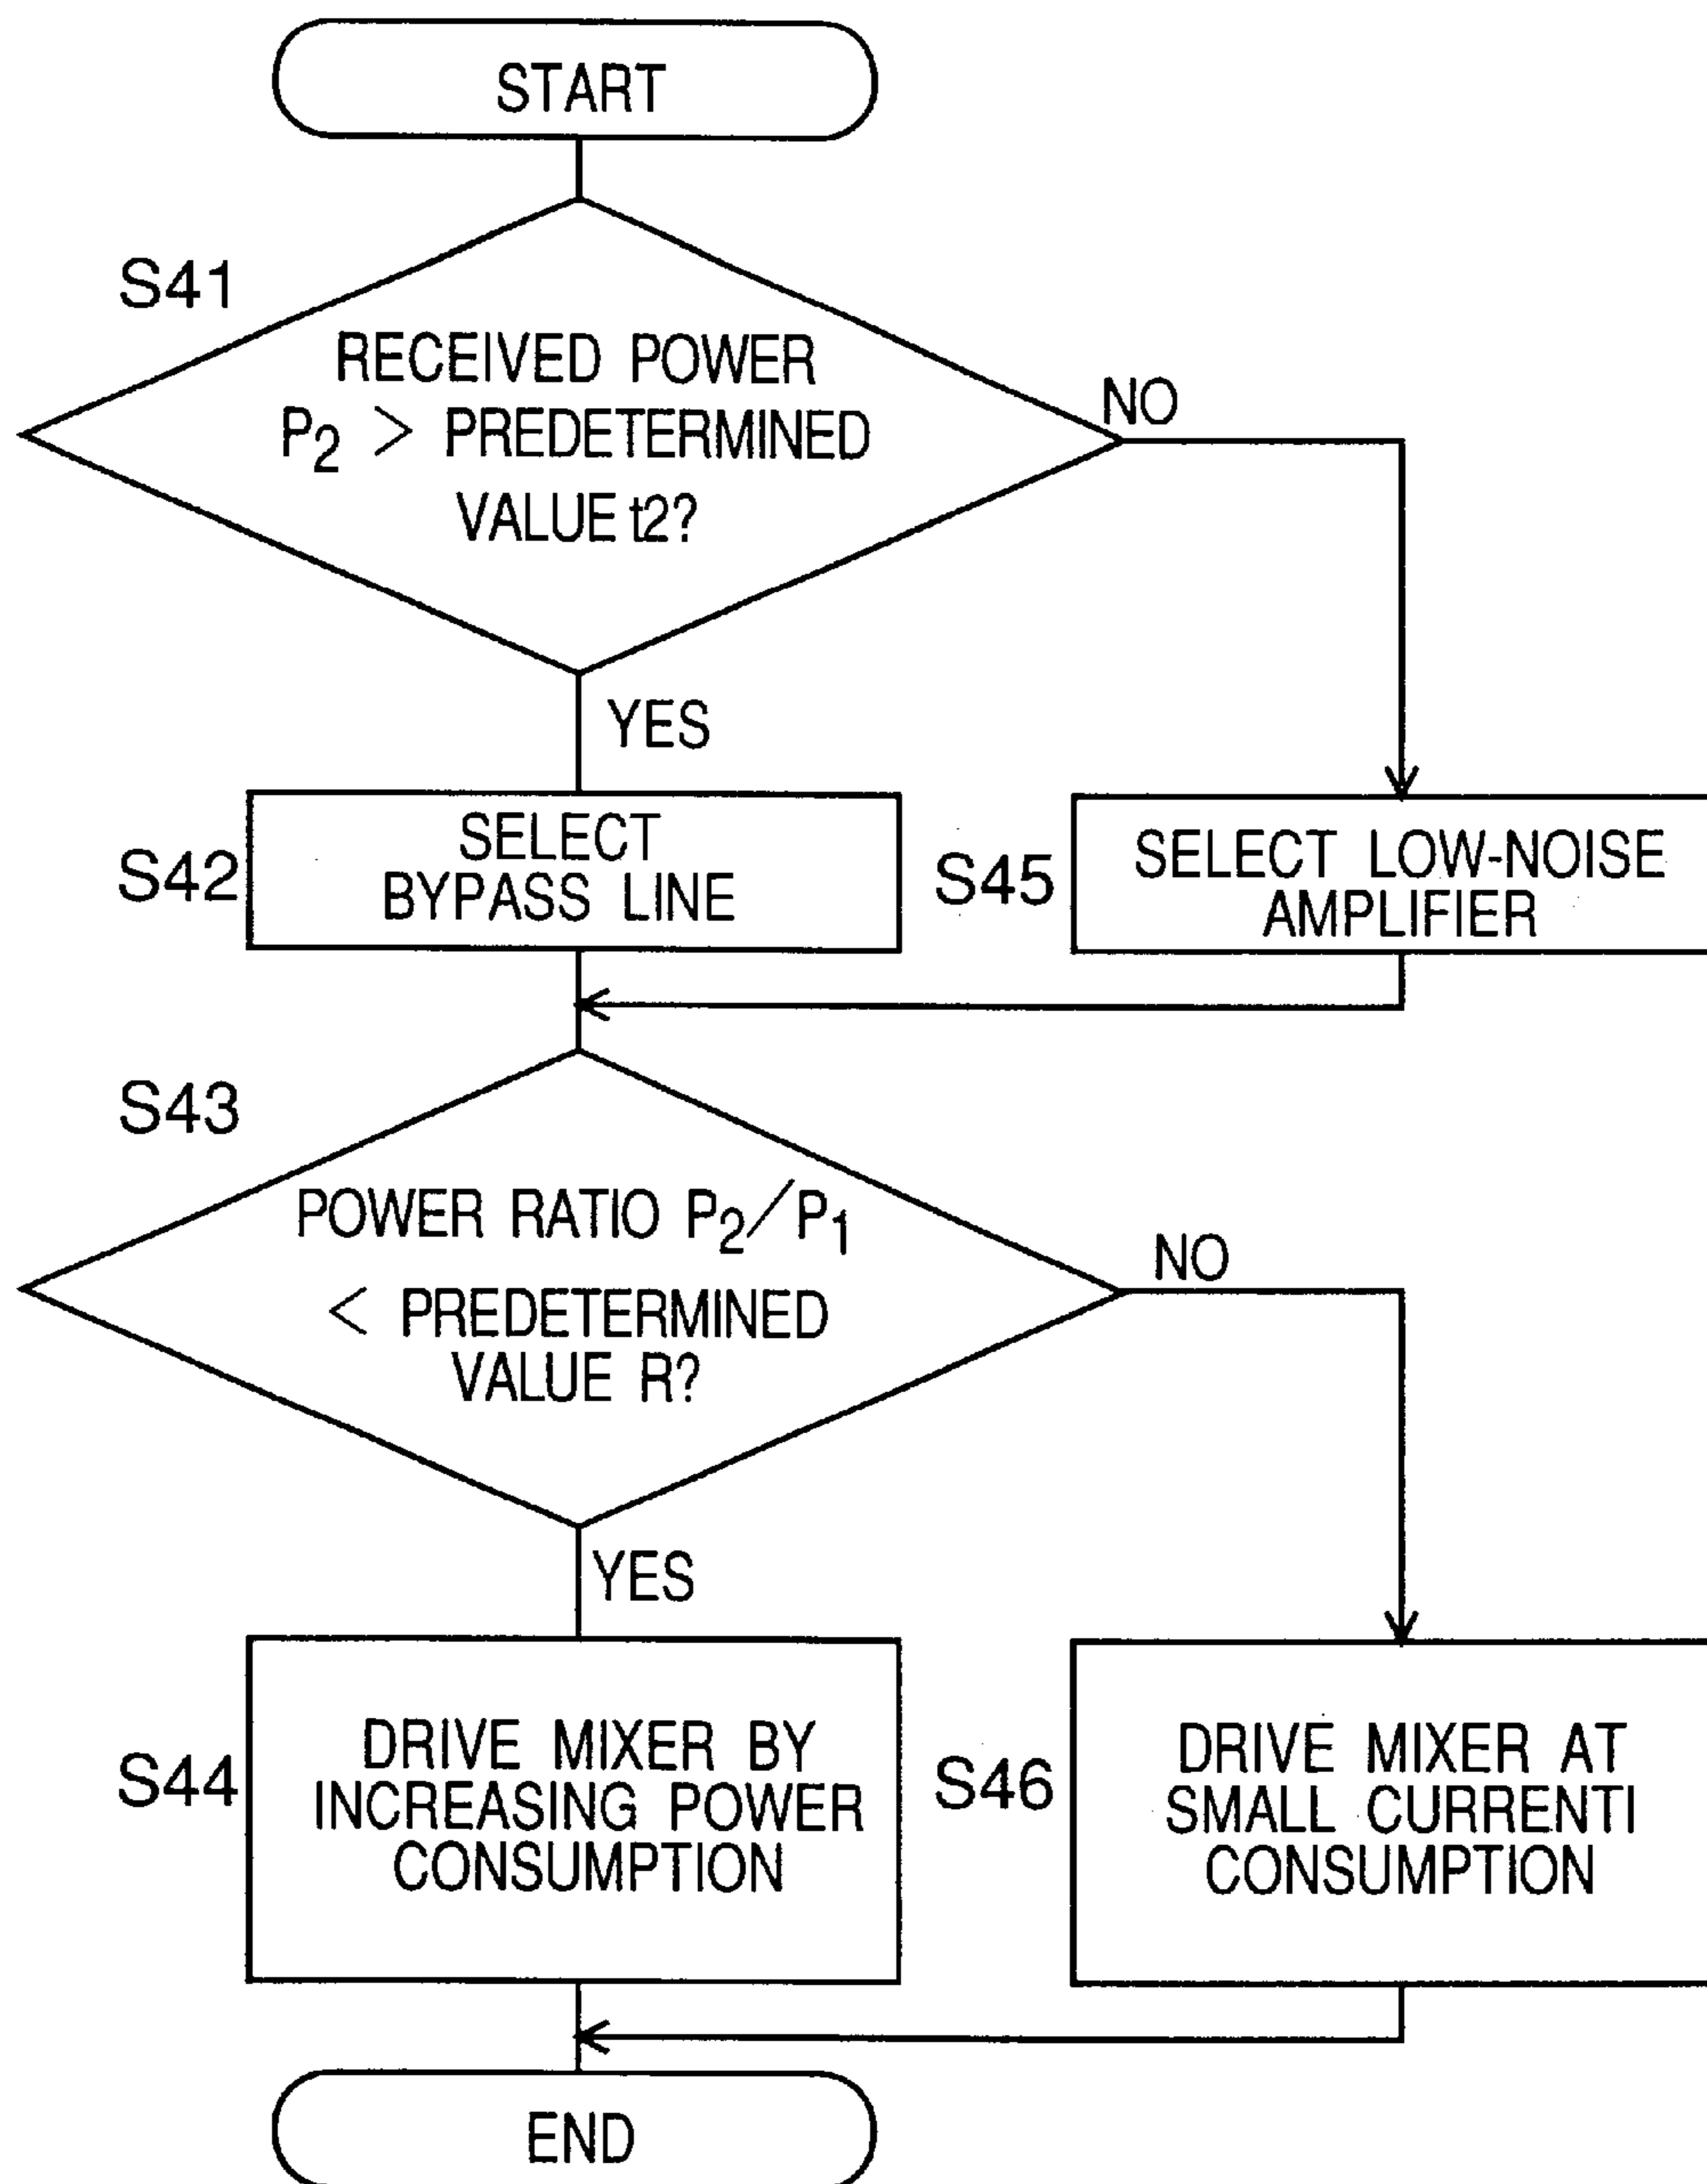 START
S41
RECEIVED POWER
P2 > PREDETERMINED
VALUE t2?
NO
YES
S42
SELECT
BYPASS LINE
S45
SELECT LOW-NOISE
AMPLIFIER
S43
POWER RATIO P2/P1
< PREDETERMINED
VALUE R?
NO
YES
S44
DRIVE MIXER BY
INCREASING POWER
CONSUMPTION
S46
DRIVE MIXER AT
SMALL CURRENTI
CONSUMPTION
END